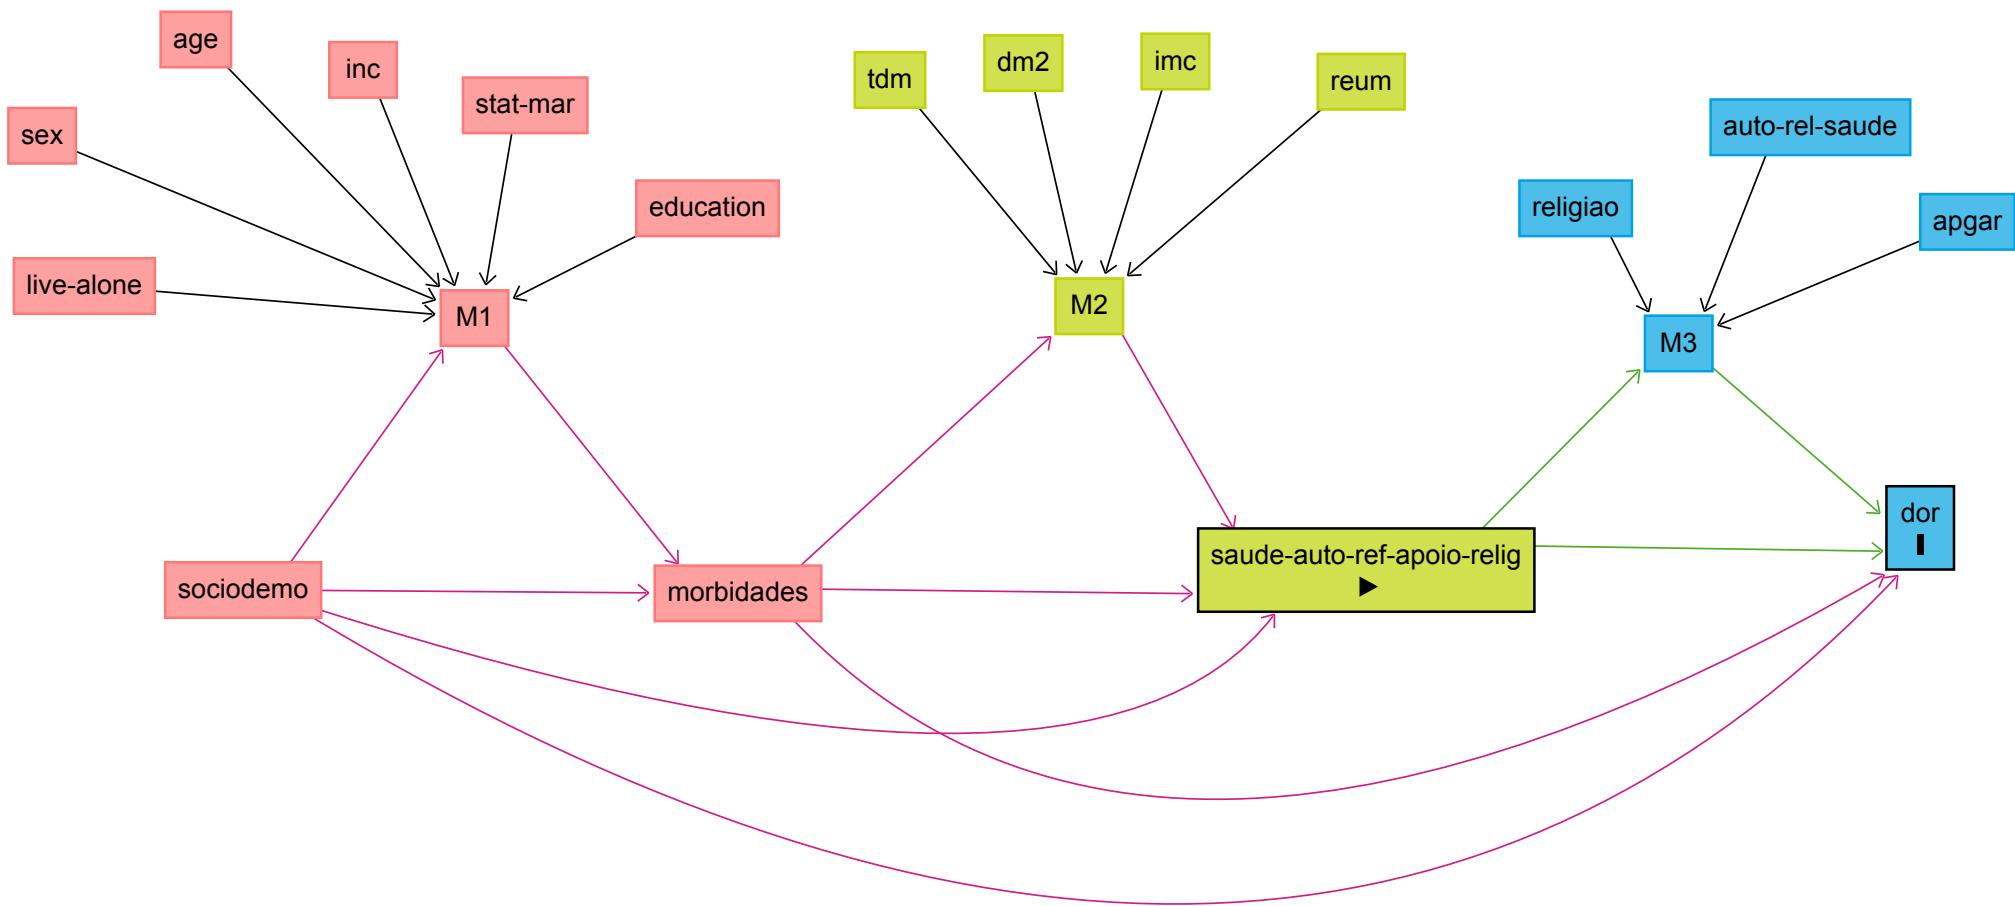 age
inc
stat-mar
sex
education
live-alone
M1
tdm
dm2
imc
reum
M2
auto-rel-saude
religiao
apgar
M3
dor
sociodemo
morbidades
saude-auto-ref-apoio-relig